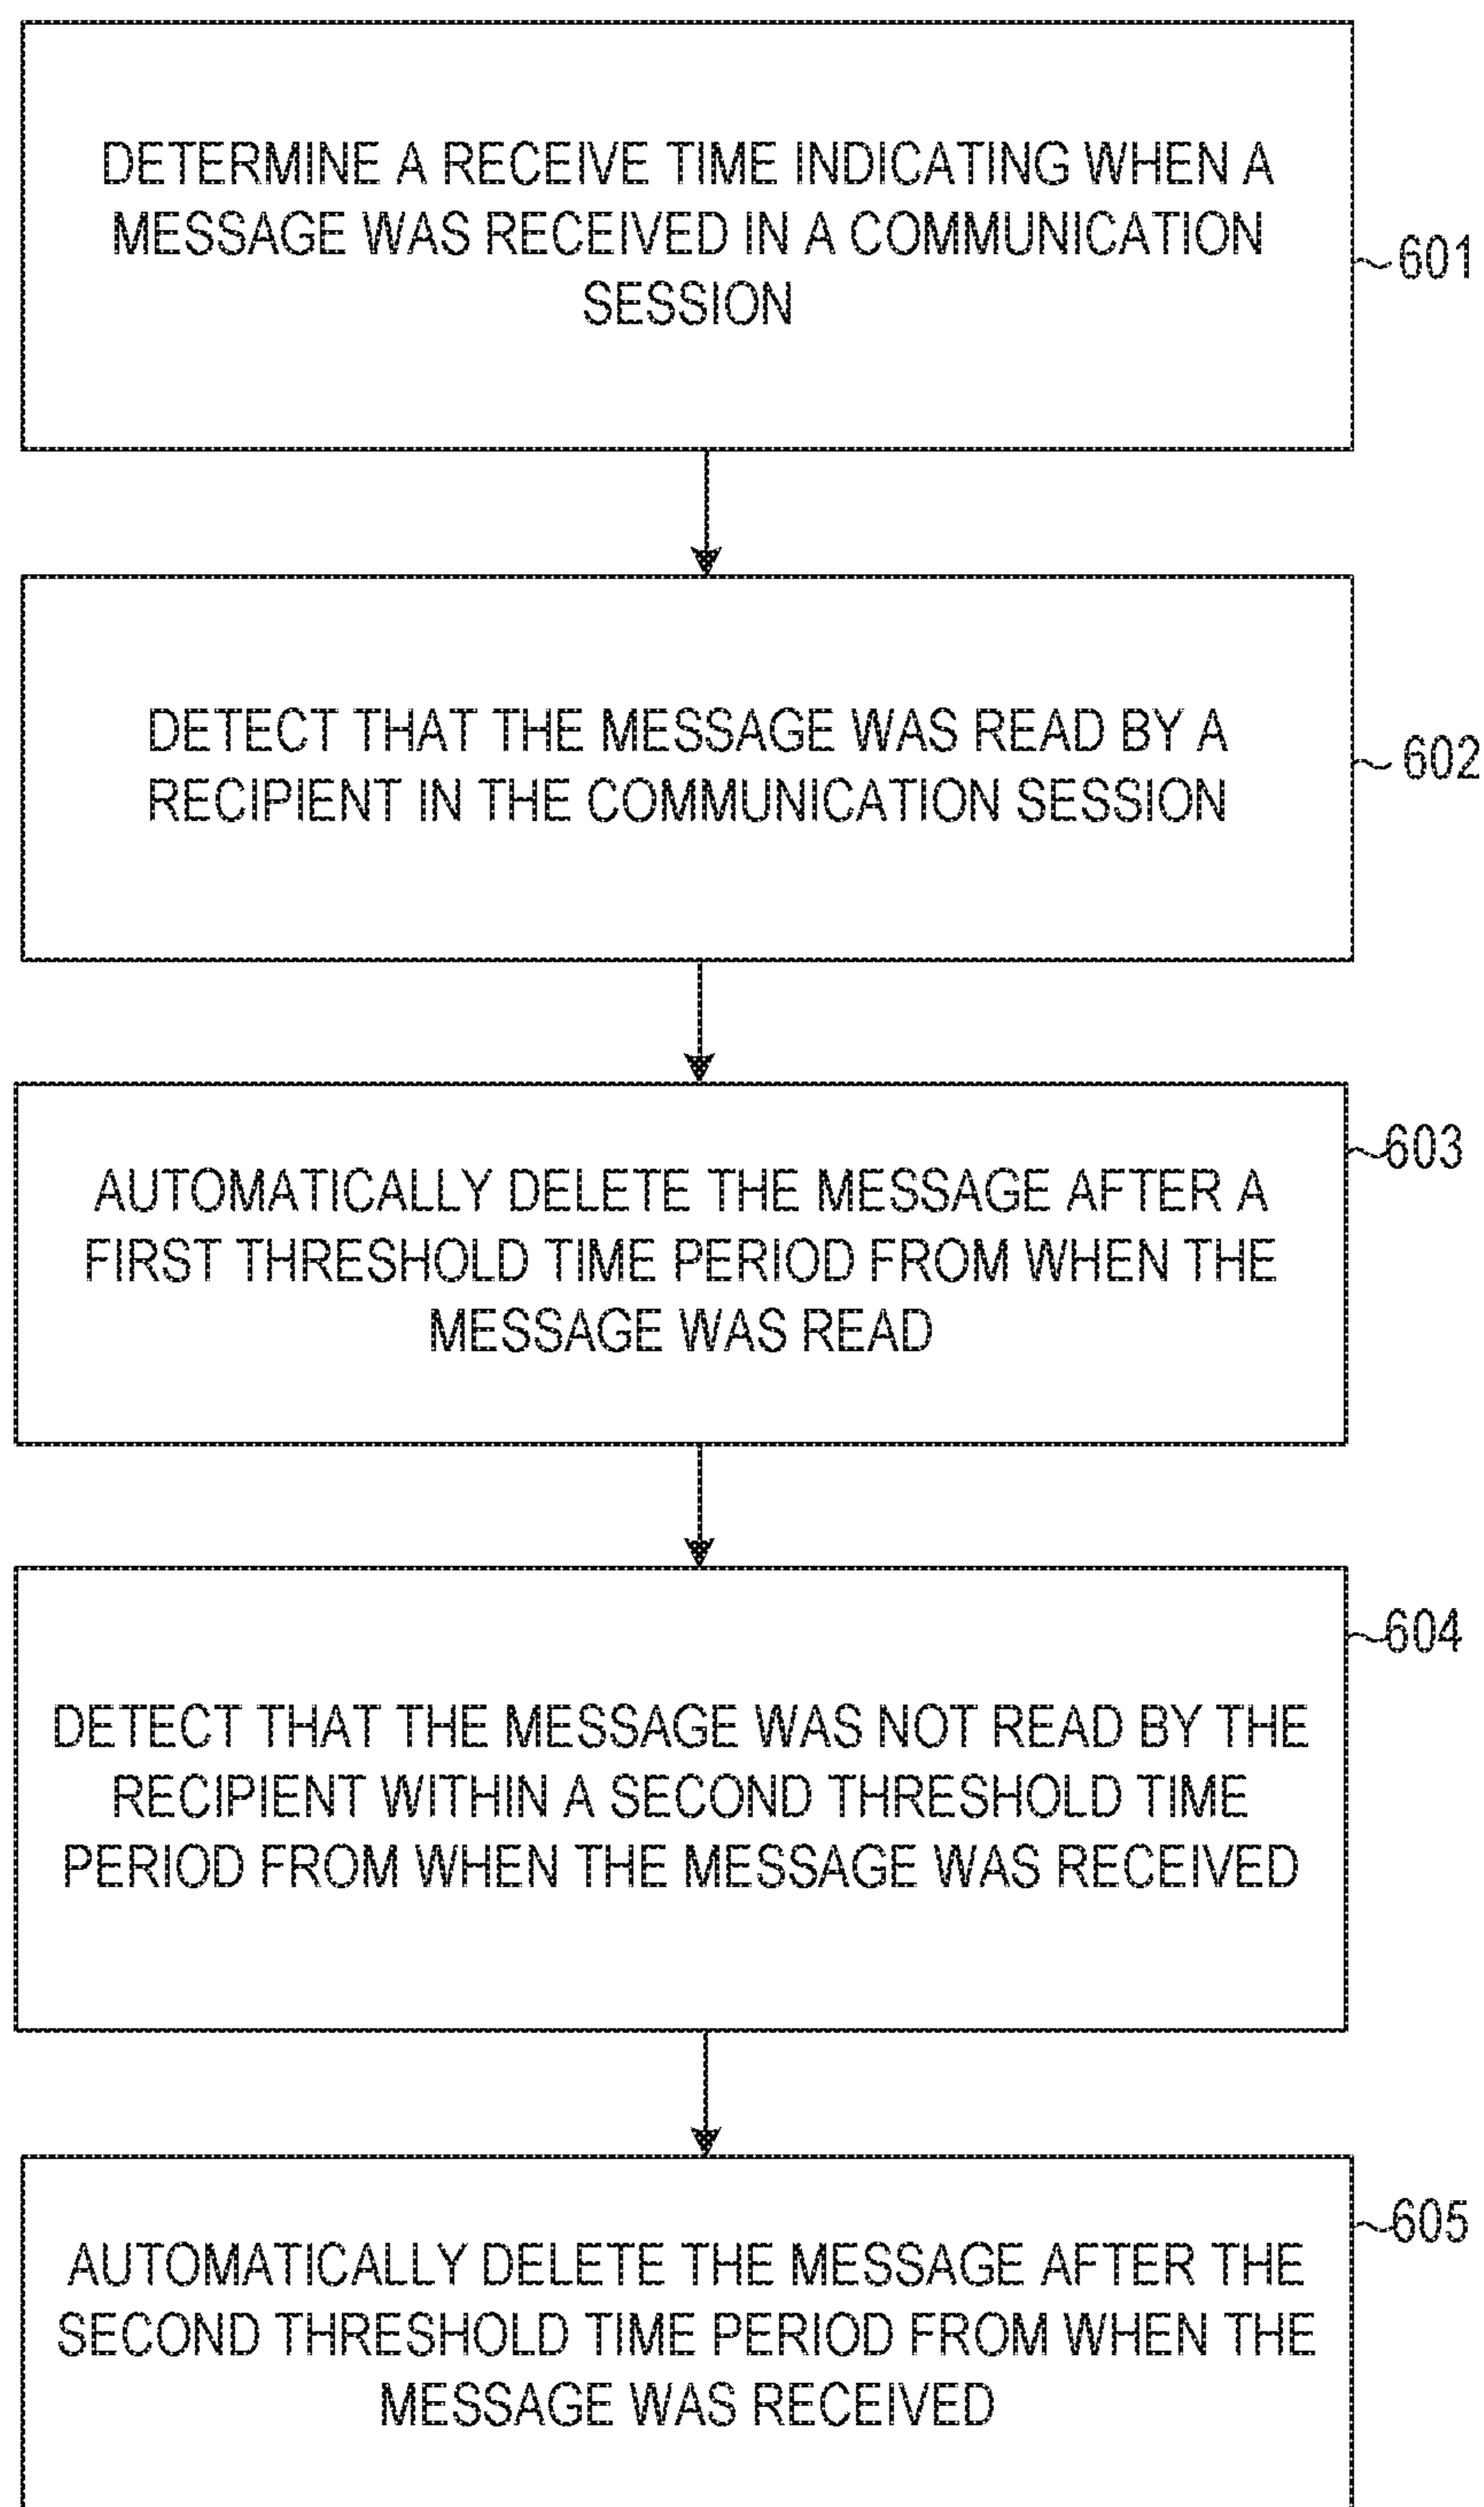 DETERMINE A RECEIVE TIME INDICATING WHEN A
MESSAGE WAS RECEIVED IN A COMMUNICATION
SESSION
601
DETECT THAT THE MESSAGE WAS READ BY A
RECIPIENT IN THE COMMUNICATION SESSION
602
AUTOMATICALLY DELETE THE MESSAGE AFTER A
FIRST THRESHOLD TIME PERIOD FROM WHEN THE
MESSAGE WAS READ
603
DETECT THAT THE MESSAGE WAS NOT READ BY THE
RECIPIENT WITHIN A SECOND THRESHOLD TIME
PERIOD FROM WHEN THE MESSAGE WAS RECEIVED
604
AUTOMATICALLY DELETE THE MESSAGE AFTER THE
SECOND THRESHOLD TIME PERIOD FROM WHEN THE
MESSAGE WAS RECEIVED
605